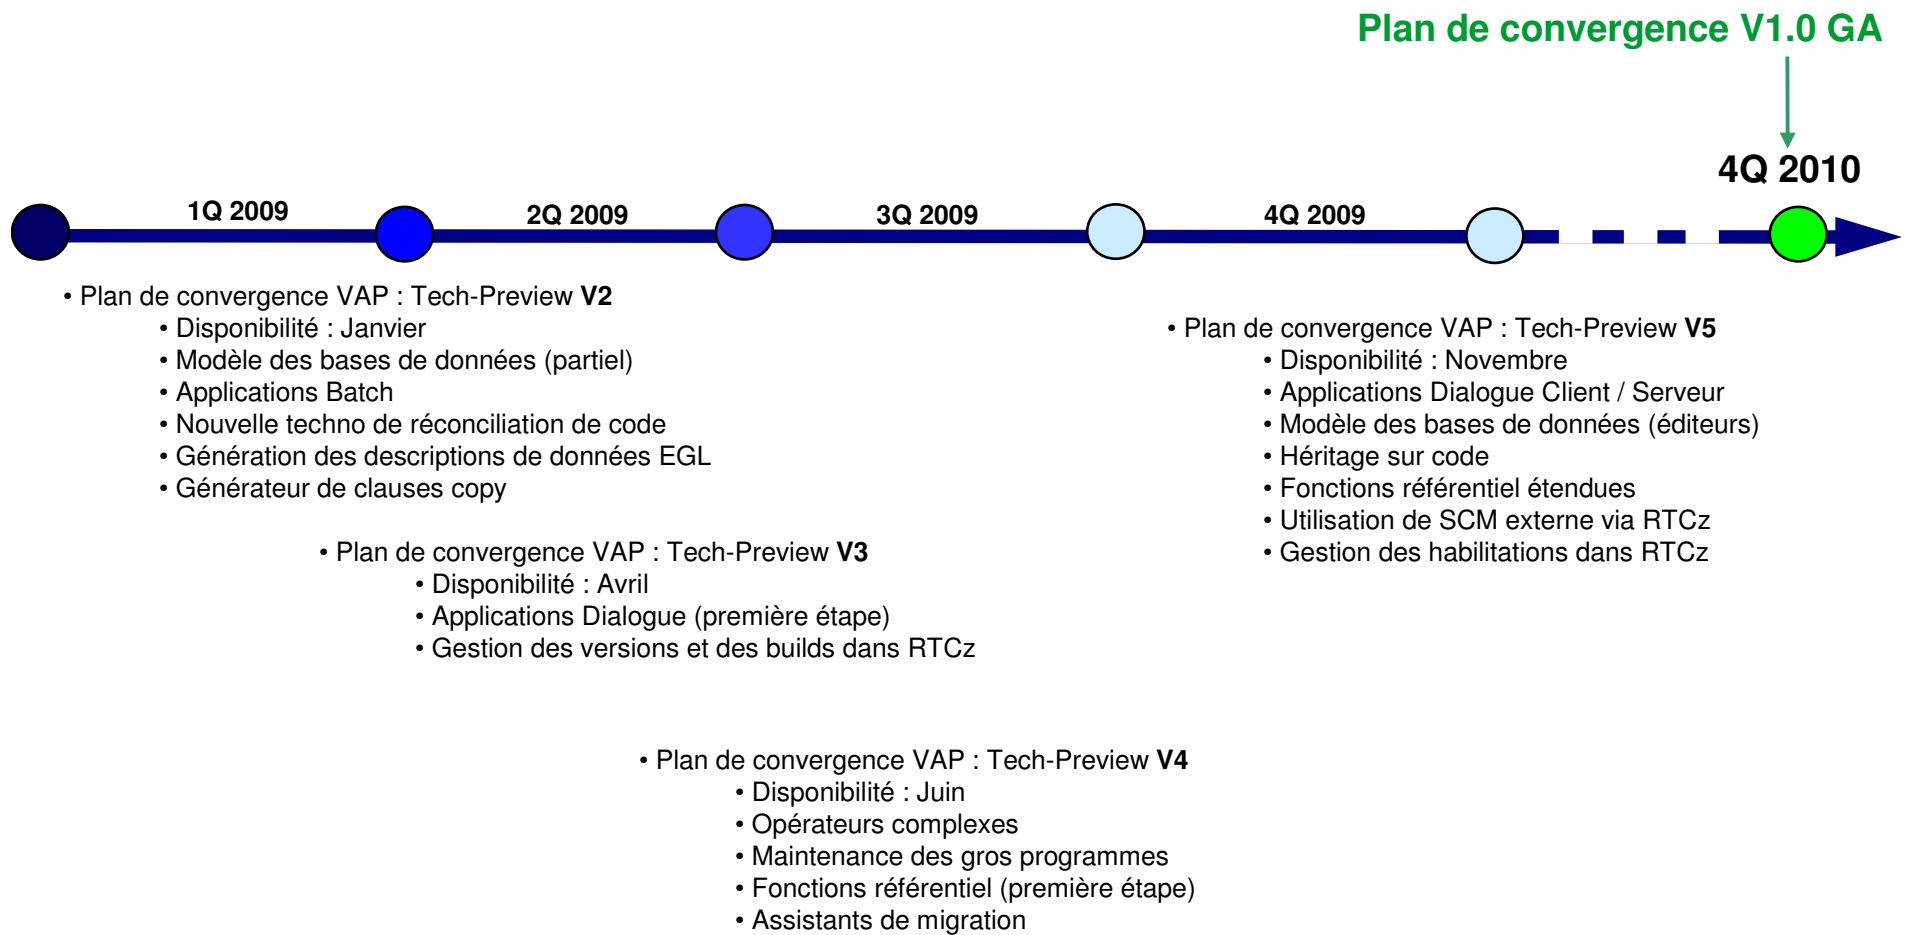 Plan de convergence V1.0 GA
4Q 2010
1Q 2009
2Q 2009
3Q 2009
4Q 2009
• Plan de convergence VAP : Tech-Preview V2
• Disponibilité : Janvier
• Modèle des bases de données (partiel)
• Applications Batch
• Nouvelle techno de réconciliation de code
• Génération des descriptions de données EGL
• Générateur de clauses copy
• Plan de convergence VAP : Tech-Preview V3
• Disponibilité : Avril
• Applications Dialogue (première étape)
• Gestion des versions et des builds dans RTCz
• Plan de convergence VAP : Tech-Preview V4
• Disponibilité : Juin
• Opérateurs complexes
• Maintenance des gros programmes
• Fonctions référentiel (première étape)
• Assistants de migration
• Plan de convergence VAP : Tech-Preview V5
• Disponibilité : Novembre
• Applications Dialogue Client / Serveur
• Modèle des bases de données (éditeurs)
• Héritage sur code
• Fonctions référentiel étendues
• Utilisation de SCM externe via RTCz
• Gestion des habilitations dans RTCz